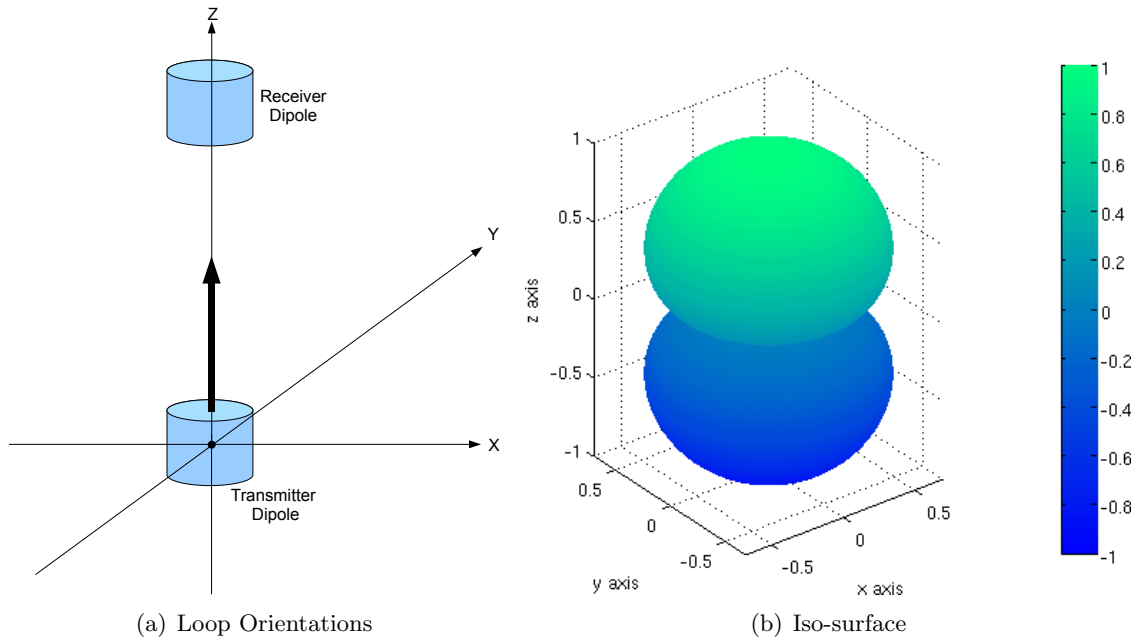 Z
Receiver
Dipole
Y
X
Transmitter
Dipole
(a) Loop Orientations
1
0.5
0
-0.5
-1
z axis
0.5
0
-0.5
y axis
-0.5
0
0.5
x axis
1
0.8
0.6
0.4
0.2
0
-0.2
-0.4
-0.6
-0.8
-1
(b) Iso-surface